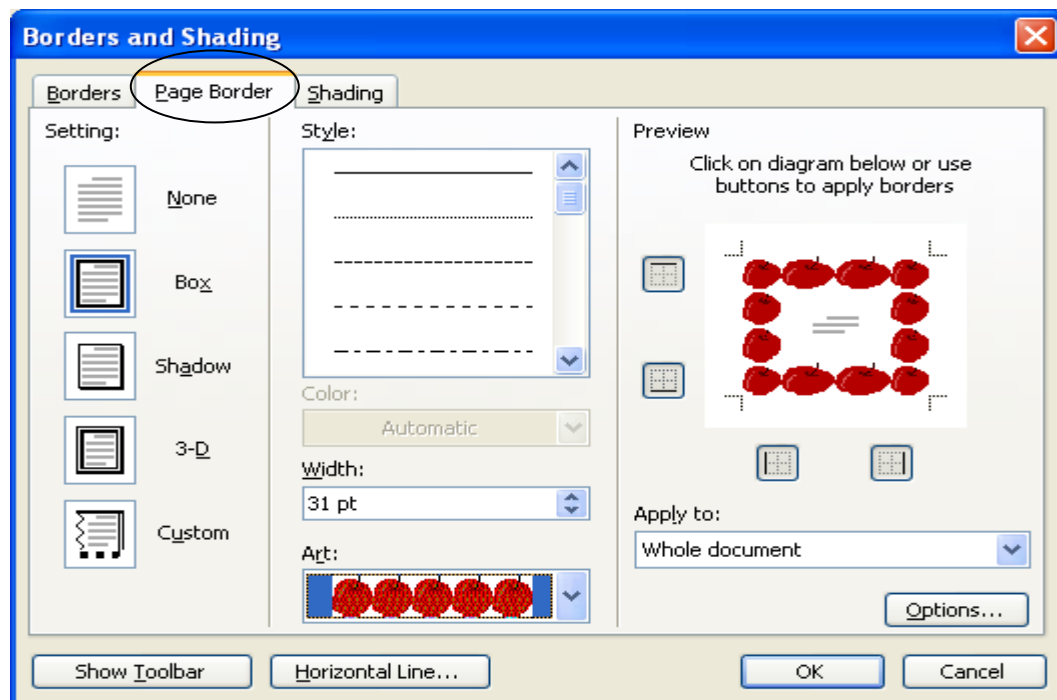 Borders and Shading
Borders
Page Border
Shading
Setting:
None
Box
Shadow
3-D
Custom
Style:
Color:
Automatic
Width:
31 pt
Art:
Preview
Click on diagram below or use
buttons to apply borders
Apply to:
Whole document
Options...
Show Toolbar
Horizontal Line...
OK
Cancel